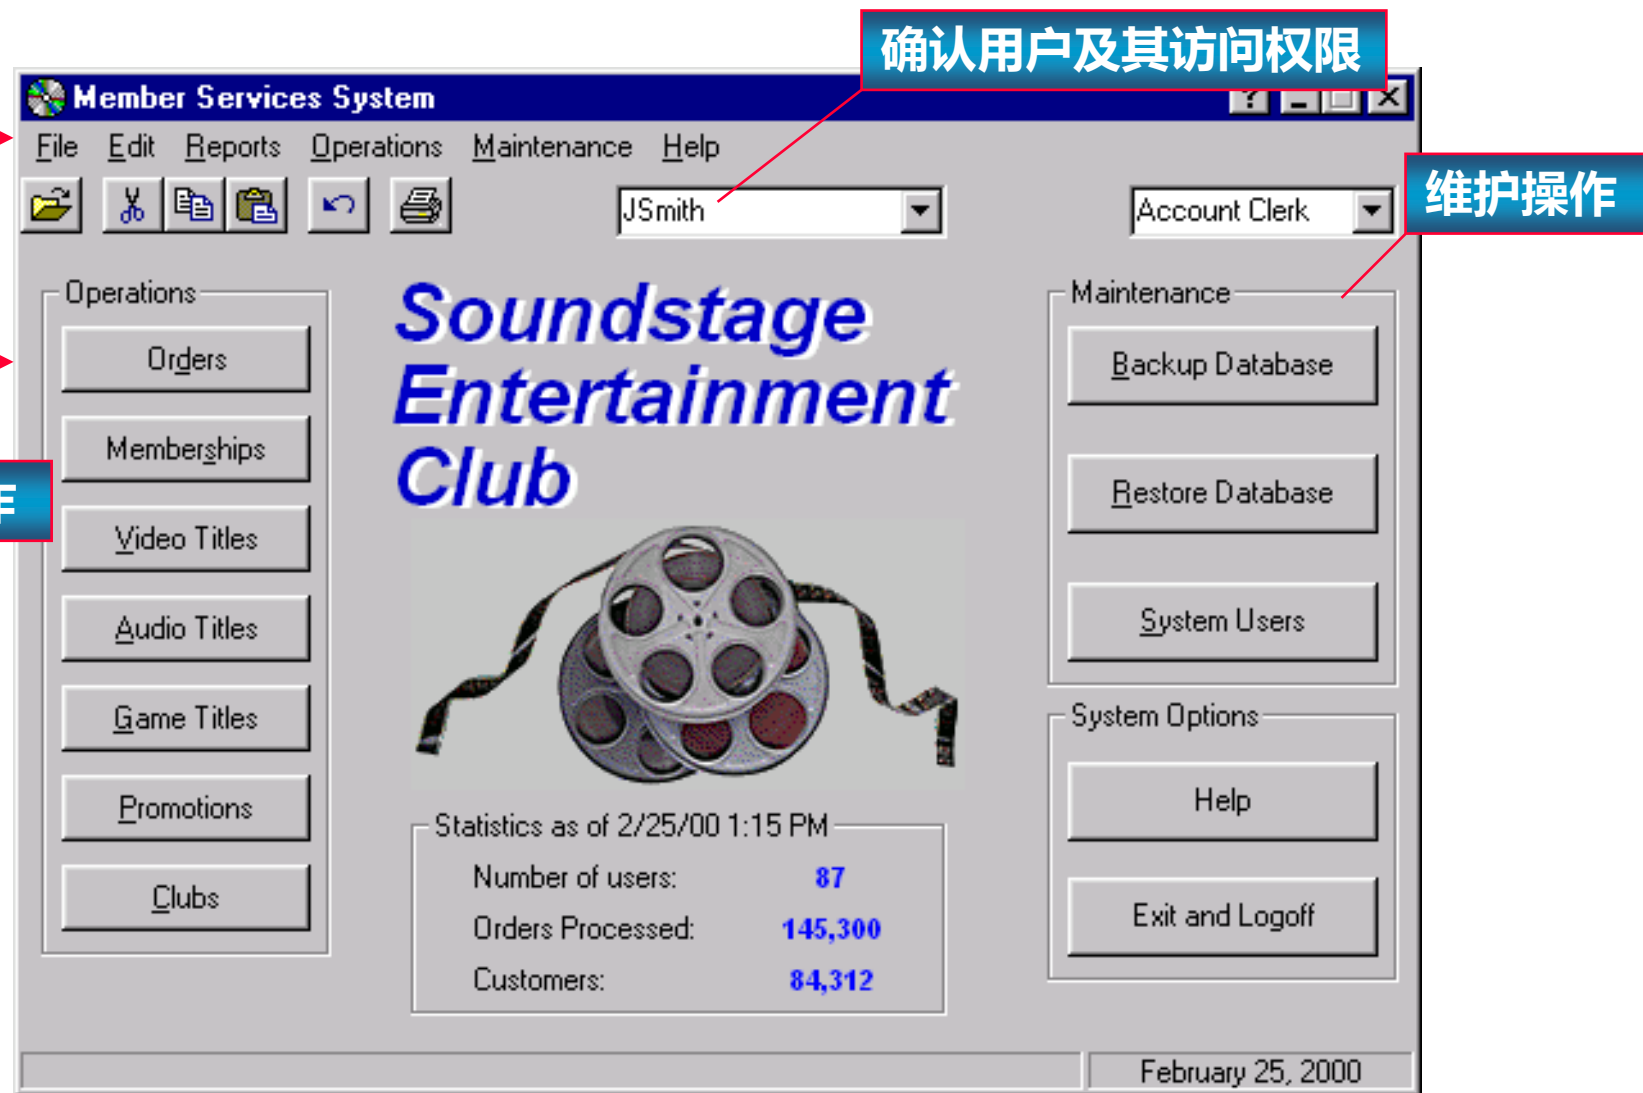 确认用户及其访问权限
Member Services System
File Edit Reports Operations Maintenance Help
JSmith
Account Clerk
维护操作
Operations
Orders
Memberships
Video Titles
Audio Titles
Game Titles
Promotions
Clubs
作
Soundstage
Entertainment
Club
Statistics as of 2/25/00 1:15 PM
Number of users: 87
Orders Processed: 145,300
Customers: 84,312
Maintenance
Backup Database
Restore Database
System Users
System Options
Help
Exit and Logoff
February 25, 2000